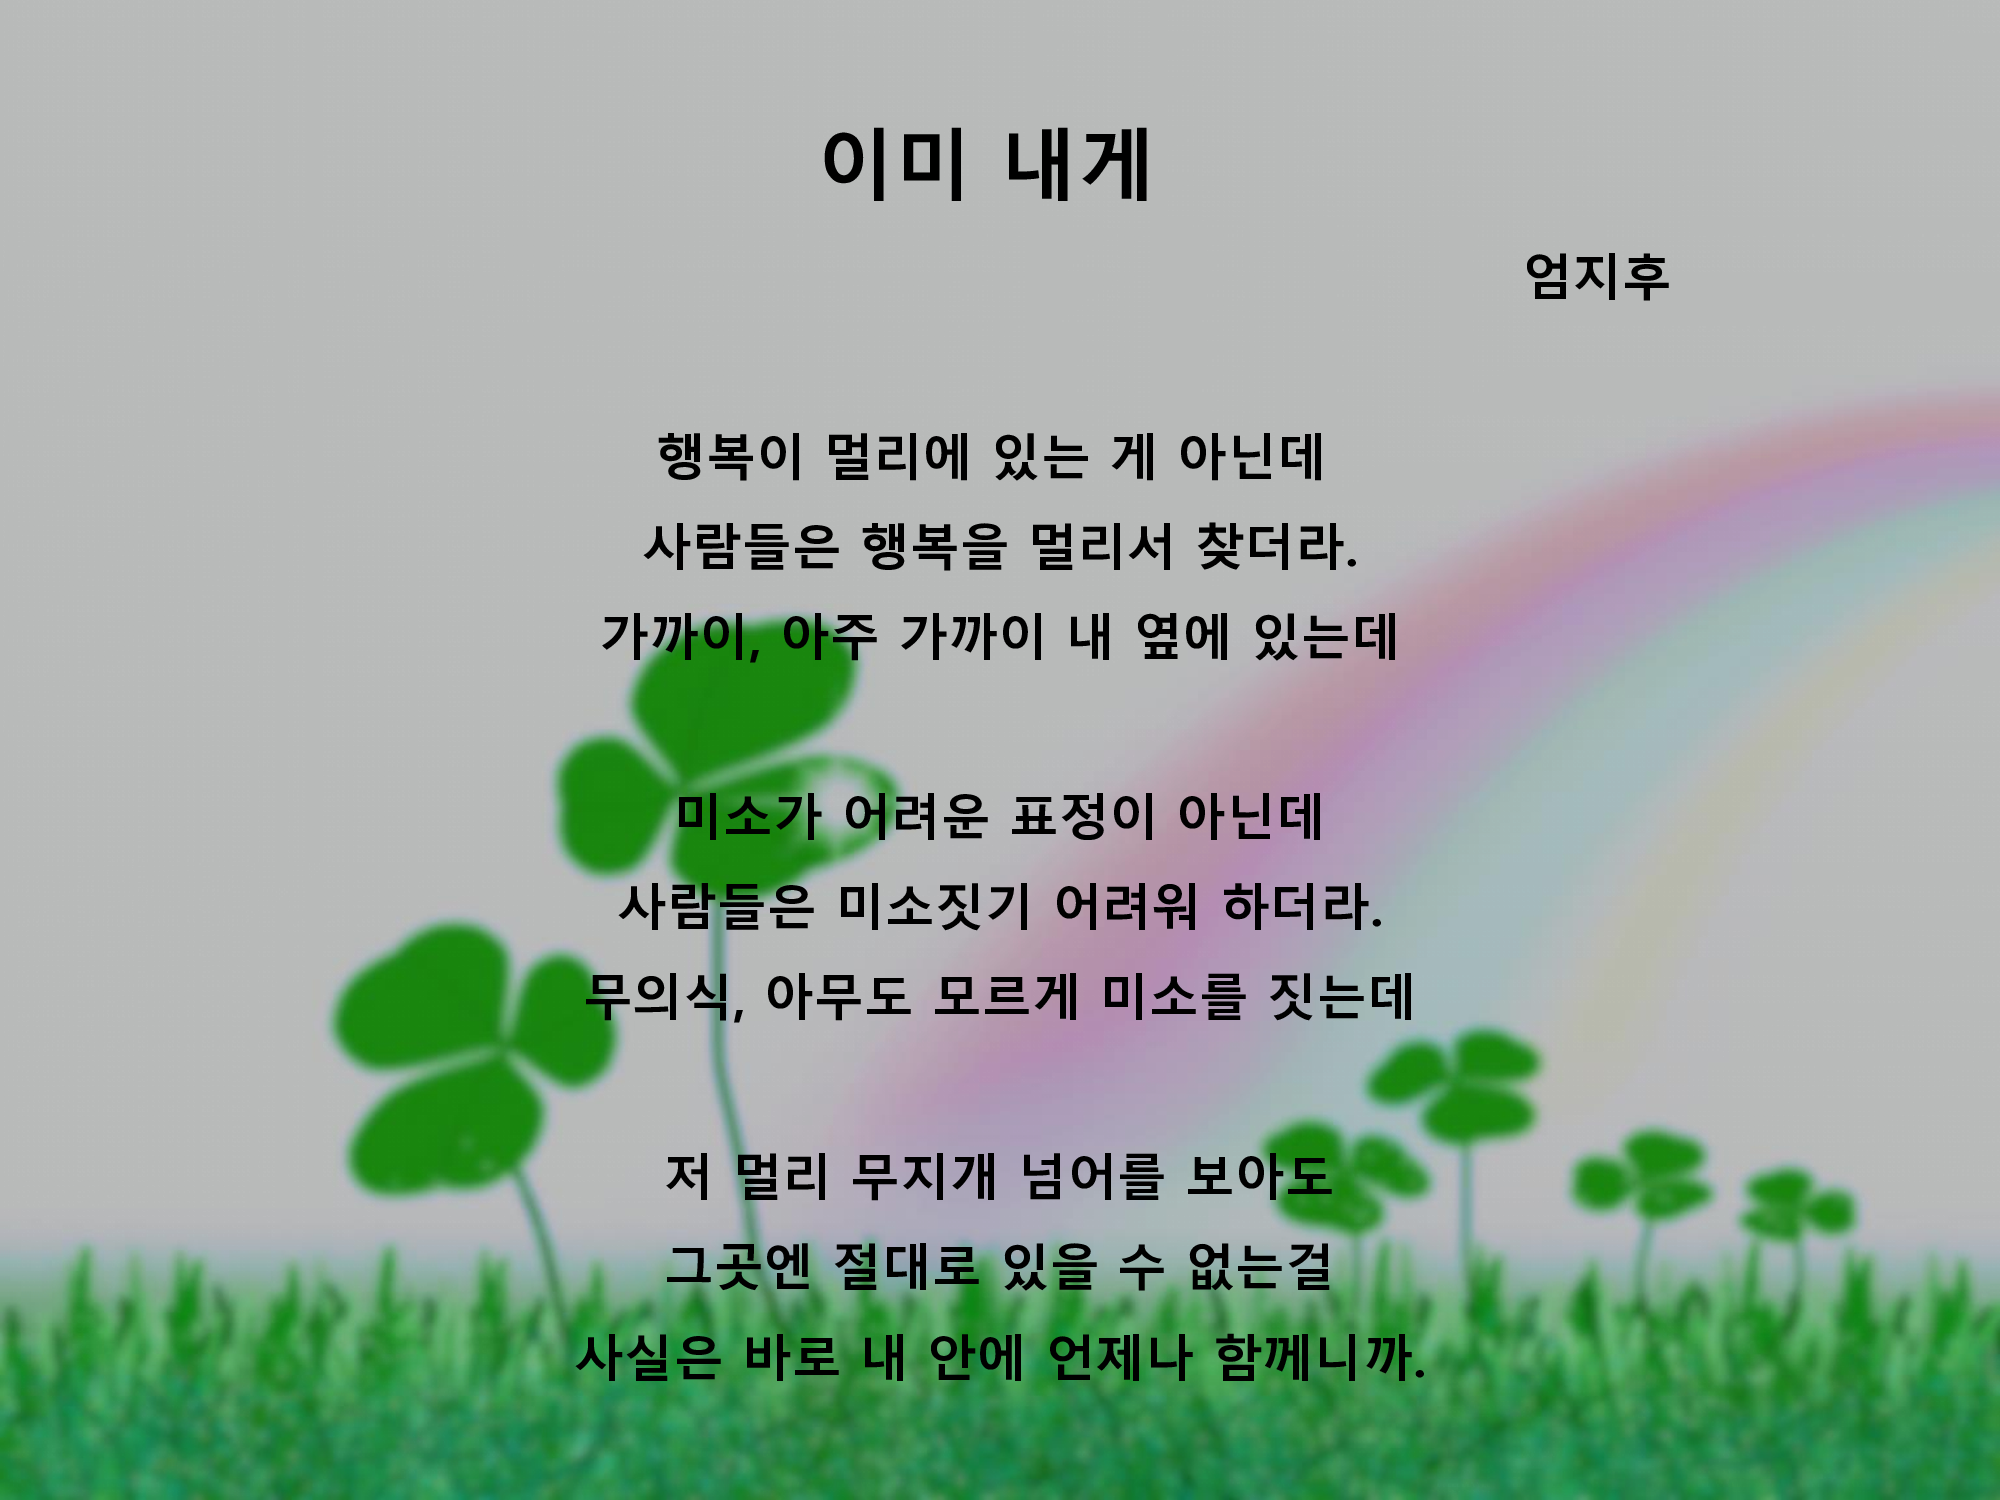 이미 내게
엄지후
행복이 멀리에 있는 게 아닌데
사람들은 행복을 멀리서 찾더라.
가까이, 아주 가까이 내 옆에 있는데
미소가 어려운 표정이 아닌데
사람들은 미소짓기 어려워 하더라.
무의식, 아무도 모르게 미소를 짓는데
저 멀리 무지개 넘어를 보아도
그곳엔 절대로 있을 수 없는걸
사실은 바로 내 안에 언제나 함께니까.